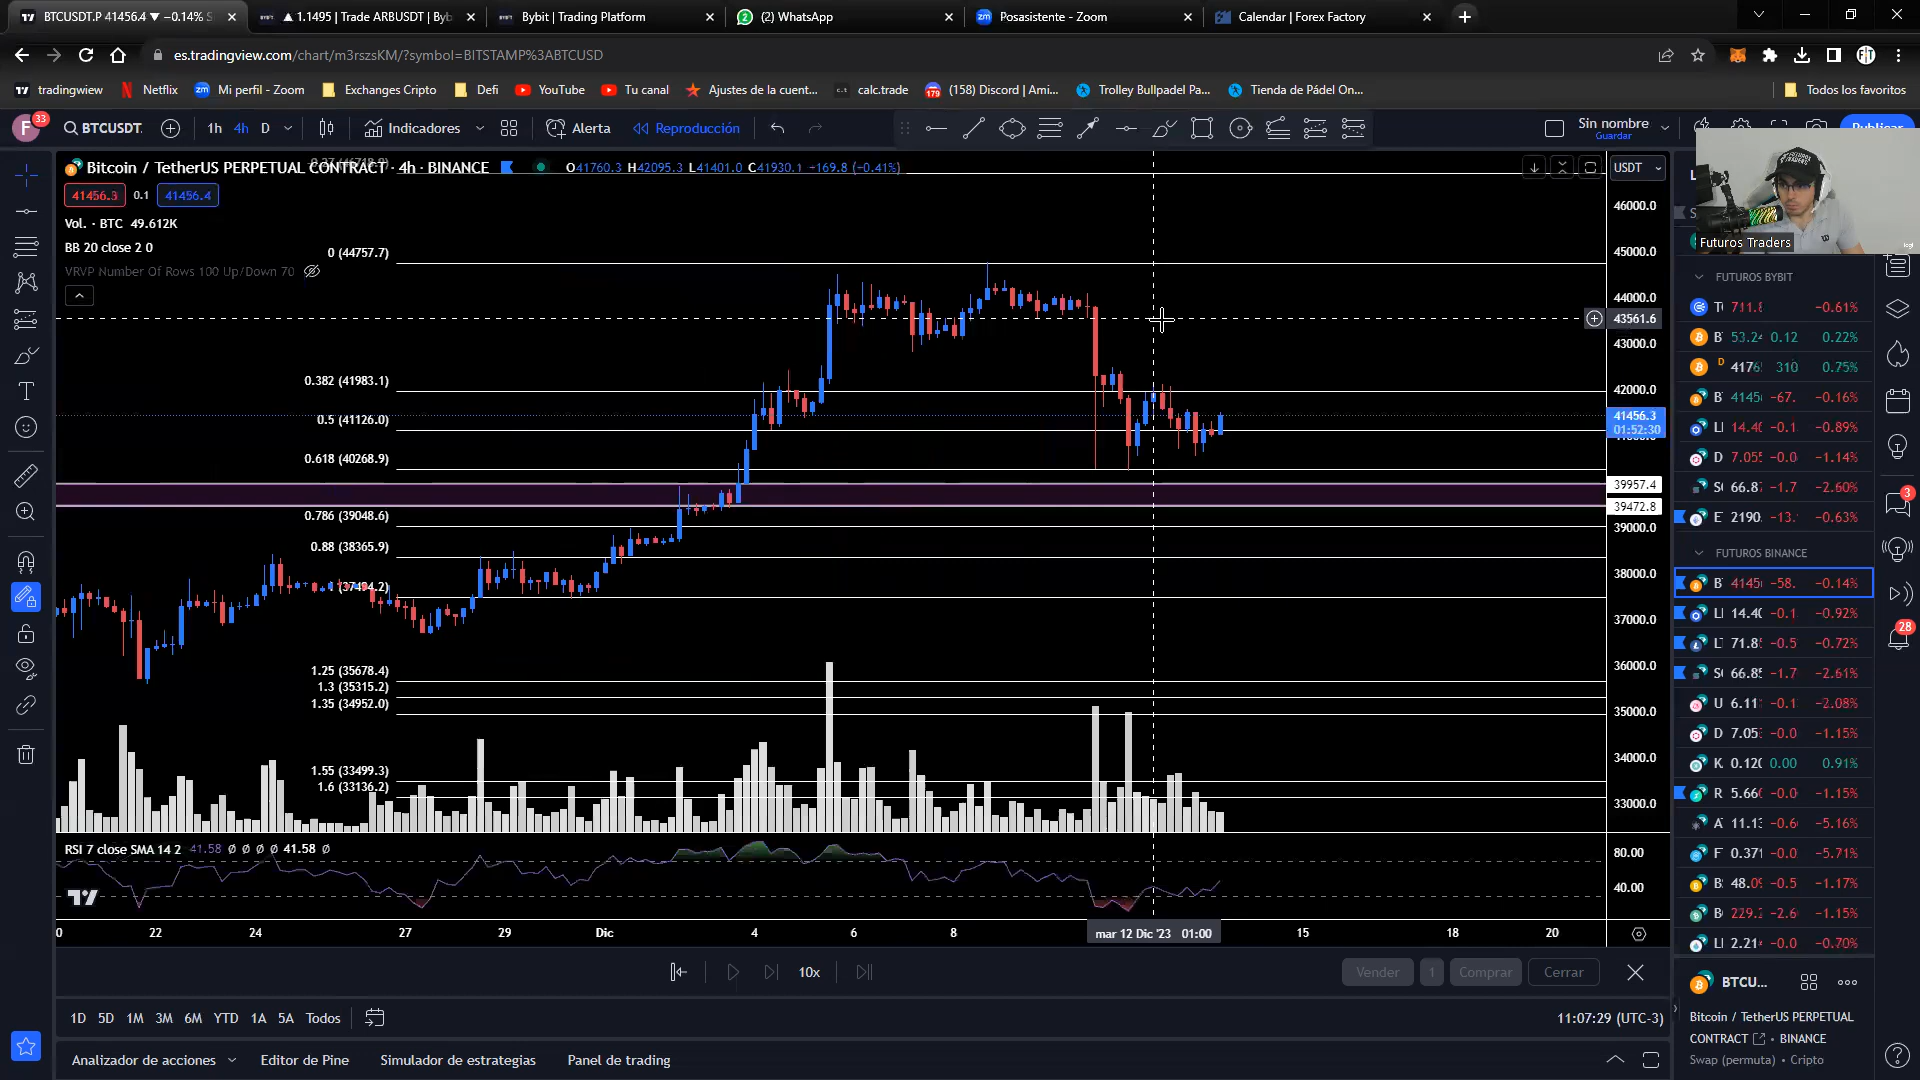 BTCUSDT.P 41456.4 ▼ −0.14% S
▲ 1.1495 | Trade ARBUSDT | Byb
Bybit | Trading Platform
(2) WhatsApp
Posasistente - Zoom
Calendar | Forex Factory
es.tradingview.com/chart/m3rszsKM/?symbol=BITSTAMP%3ABTCUSD
tradingview
Netflix
Mi perfil - Zoom
Exchanges Cripto
Defi
YouTube
Tu canal
Ajustes de la cuent...
calc.trade
(158) Discord | Ami...
Trolley Bullpadel Pa...
Tienda de Pádel On...
Todos los favoritos
F 33
BTCUSDT.
1h 4h D
Indicadores
Alerta
Reproducción
Sin nombre
Guardar
Publicar
Bitcoin / TetherUS PERPETUAL CONTRACT · 4h · BINANCE
O41760.3 H42095.3 L41401.0 C41930.1 −169.8 (−0.41%)
41456.3 0.1 41456.4
Vol. · BTC 49.612K
BB 20 close 2 0
VRVP Number Of Rows 100 Up/Down 70
USDT
0 (44757.7)
0.382 (41983.1)
0.5 (41126.0)
0.618 (40268.9)
0.786 (39048.6)
0.88 (38365.9)
1.25 (35678.4)
1.3 (35315.2)
1.35 (34952.0)
1.55 (33499.3)
1.6 (33136.2)
46000.0
45000.0
44000.0
43561.6
43000.0
42000.0
41456.3
01:52:30
39957.4
39472.8
39000.0
38000.0
37000.0
36000.0
35000.0
34000.0
33000.0
RSI 7 close SMA 14 2 41.58 Ø Ø Ø Ø 41.58 Ø
80.00
40.00
22 24 27 29 Dic 4 6 8 mar 12 Dic '23 01:00 15 18 20
10x
Vender 1 Comprar Cerrar
1D 5D 1M 3M 6M YTD 1A 5A Todos
11:07:29 (UTC-3)
Analizador de acciones
Editor de Pine
Simulador de estrategias
Panel de trading
Futuros Traders
FUTUROS BYBIT
−0.61%
B 53.24 0.12 0.22%
D 310 0.75%
B −67. −0.16%
LI 14.40 −0.1 −0.89%
D 7.055 −0.0 −1.14%
S 66.87 −1.7 −2.60%
E 2190. −13. −0.63%
FUTUROS BINANCE
B −58. −0.14%
LI 14.40 −0.1 −0.92%
L 71.8 −0.5 −0.72%
S 66.85 −1.7 −2.61%
U 6.11 −0.1 −2.08%
D 7.05 −0.0 −1.15%
K 0.120 0.00 0.91%
R 5.66 −0.0 −1.15%
A 11.13 −0.6 −5.16%
F 0.371 −0.0 −5.71%
B 48.0 −0.5 −1.17%
B 229.2 −2.6 −1.15%
LI 2.21 −0.0 −0.70%
3
28
BTCU...
Bitcoin / TetherUS PERPETUAL
CONTRACT • BINANCE
Swap (permuta) • Cripto